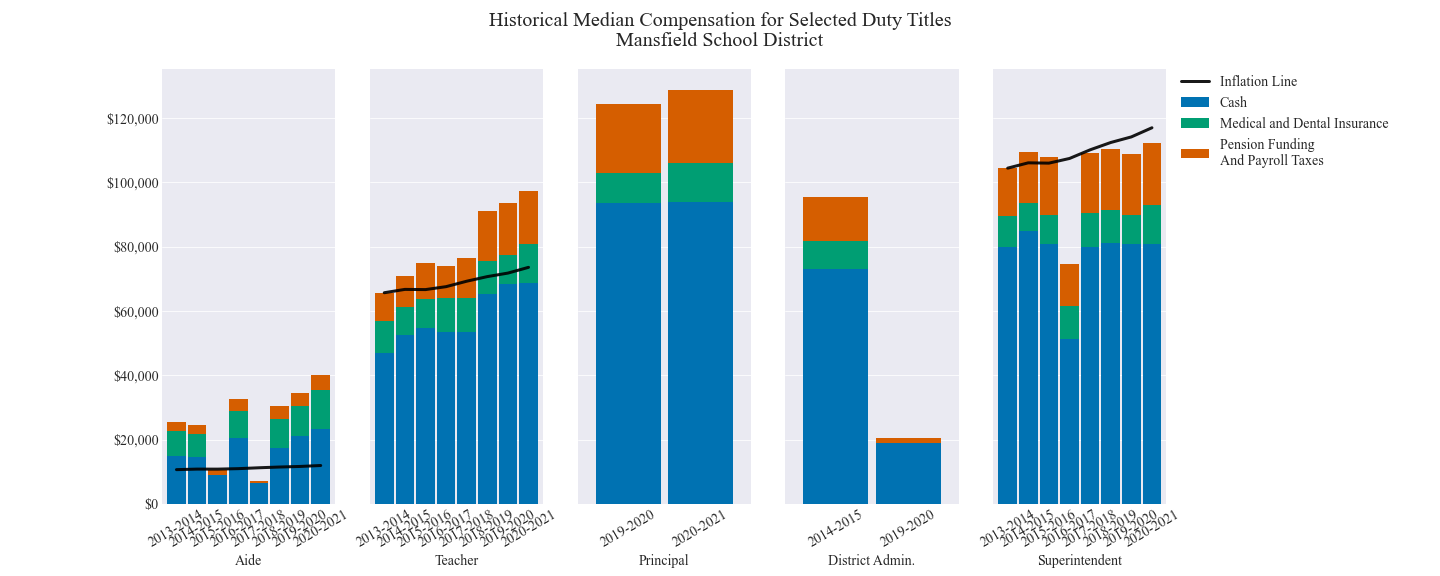 Historical Median Compensation for Selected Duty Titles
Mansfield School District
Inflation Line
Cash
Medical and Dental Insurance
Pension Funding
And Payroll Taxes
$120,000
$100,000
$80,000
$60,000
$40,000
$20,000
$0
2013-2014
2014-2015
2015-2016
2016-2017
2017-2018
2018-2019
2019-2020
2020-2021
Aide
2013-2014
2014-2015
2015-2016
2016-2017
2017-2018
2018-2019
2019-2020
2020-2021
Teacher
2019-2020
2020-2021
Principal
2014-2015
2019-2020
District Admin.
2013-2014
2014-2015
2015-2016
2016-2017
2017-2018
2018-2019
2019-2020
2020-2021
Superintendent